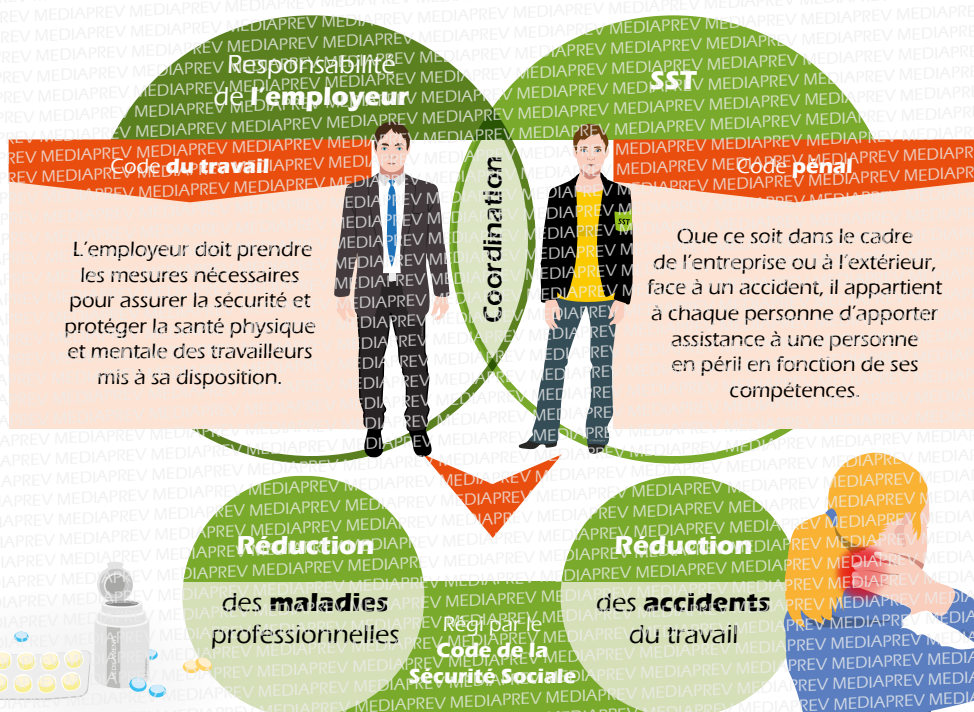 Responsabilité
de l'employeur
SST
Code du travail
Code pénal
Coordination
SST
L'employeur doit prendre
les mesures nécessaires
pour assurer la sécurité et
protéger la santé physique
et mentale des travailleurs
mis à sa disposition.
Que ce soit dans le cadre
de l'entreprise ou à l'extérieur,
face à un accident, il appartient
à chaque personne d'apporter
assistance à une personne
en péril en fonction de ses
compétences.
Réduction
des maladies
professionnelles
Régi par le
Code de la
Sécurité Sociale
Réduction
des accidents
du travail
MEDIAPREV